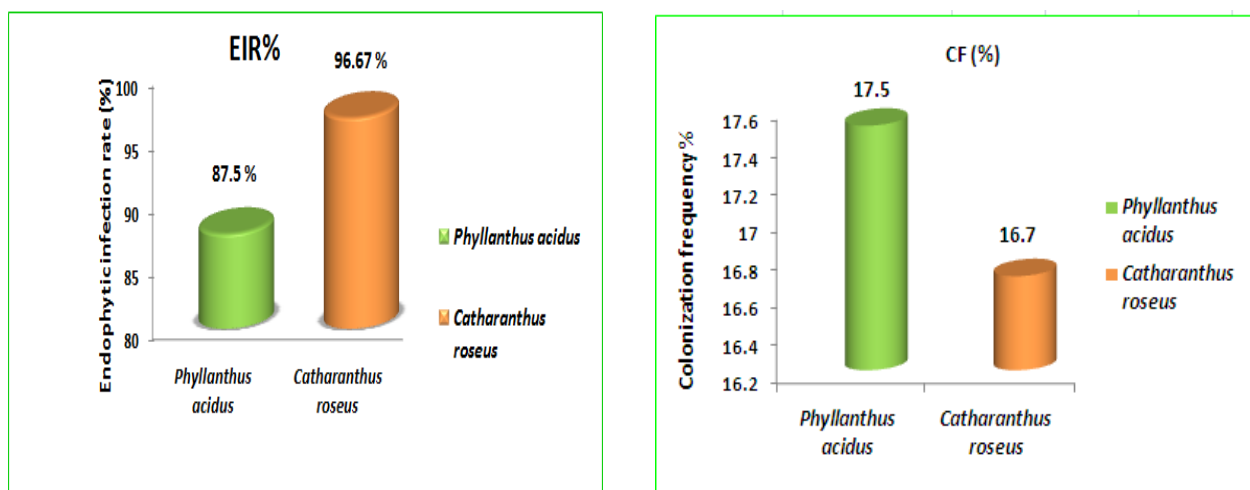 EIR%
96.67 %
87.5 %
Endophytic infection rate (%)
100
95
90
85
80
Phyllanthus
acidus
Catharanthus
roseus
Phyllanthus acidus
Catharanthus
roseus
CF (%)
17.5
16.7
Colonization frequency %
17.6
17.4
17.2
17
16.8
16.6
16.4
16.2
Phyllanthus
acidus
Catharanthus
roseus
Phyllanthus
acidus
Catharanthus
roseus